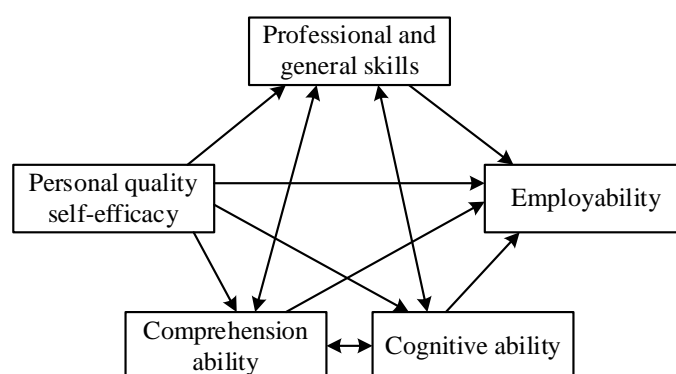 Professional and
general skills
Personal quality
self-efficacy
Employability
Comprehension
ability
Cognitive ability